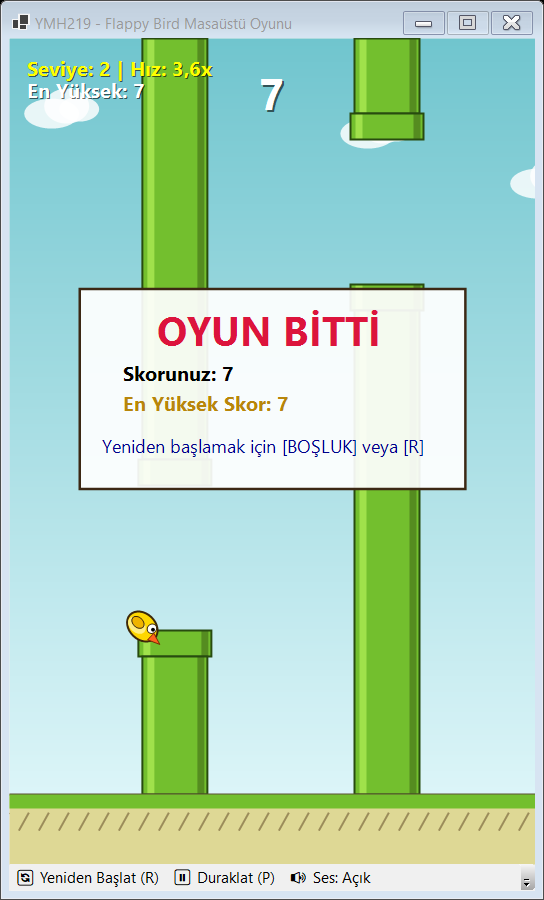 YMH219 - Flappy Bird Masaüstü Oyunu
Seviye: 2 | Hız: 3,6x
En Yüksek: 7
7
OYUN BİTTİ
Skorunuz: 7
En Yüksek Skor: 7
Yeniden başlamak için [BOŞLUK] veya [R]
Yeniden Başlat (R) Duraklat (P) Ses: Açık